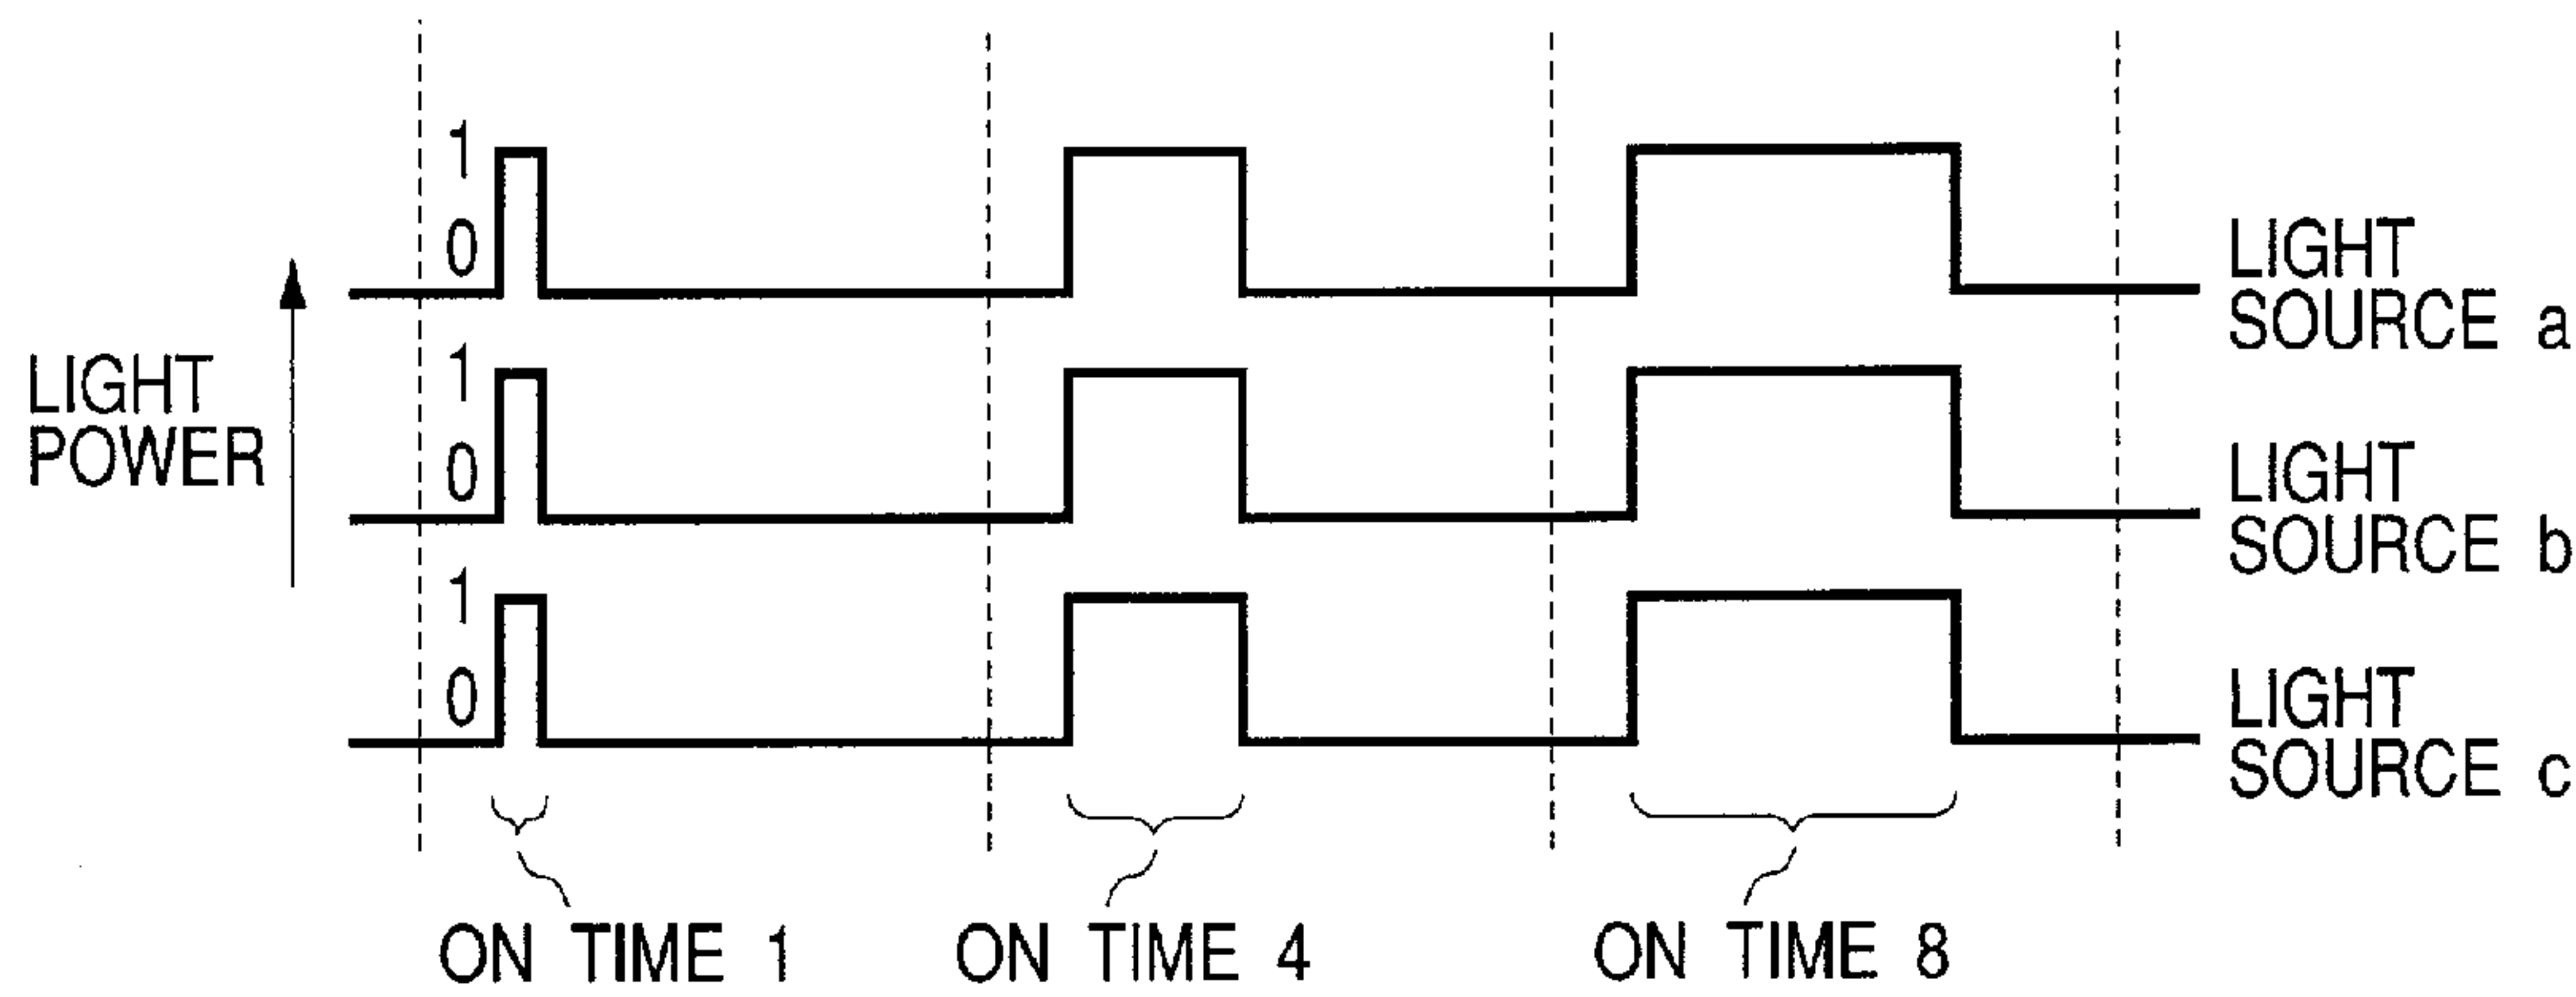 1
0
LIGHT
SOURCE a
LIGHT
POWER
1
0
LIGHT
SOURCE b
1
0
LIGHT
SOURCE c
ON TIME 1
ON TIME 4
ON TIME 8